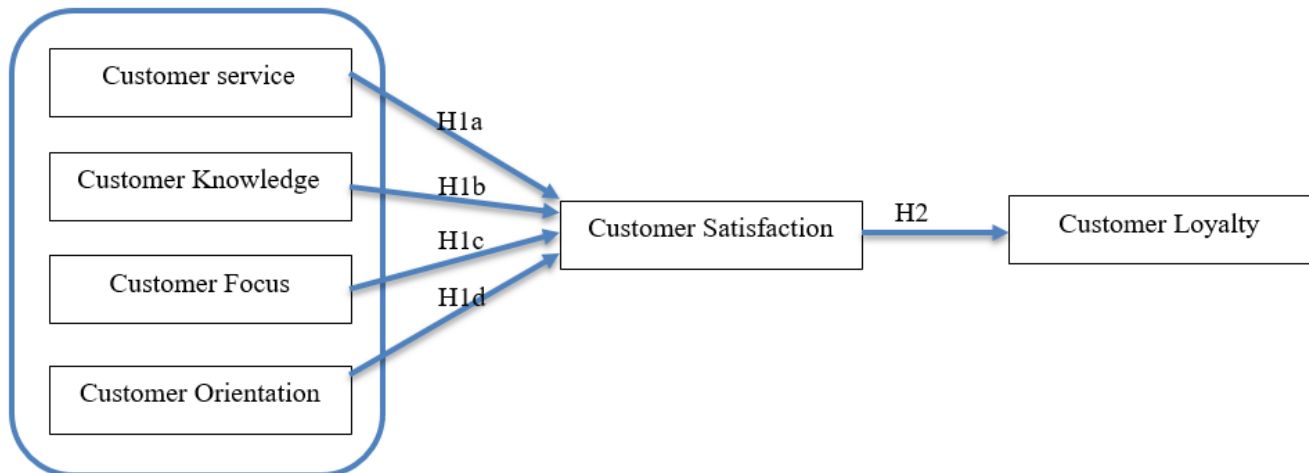 Customer service
H1a
Customer Knowledge
H1b
Customer Satisfaction
H2
Customer Loyalty
H1c
Customer Focus
H1d
Customer Orientation